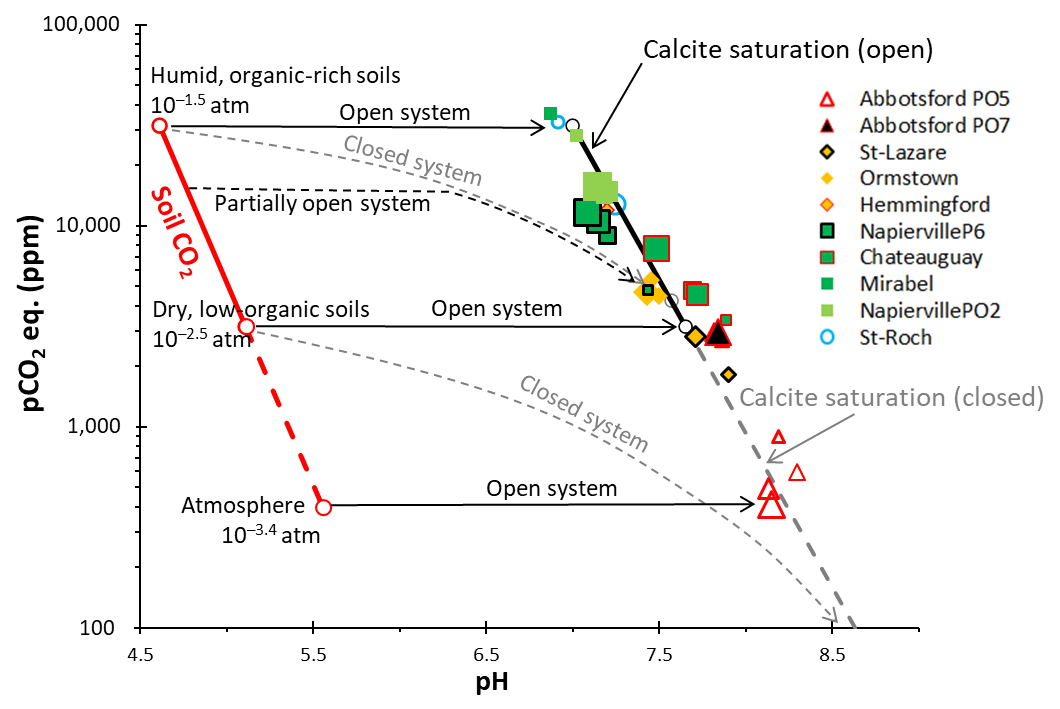 100,000
Calcite saturation (open)
Humid, organic-rich soils
10–1.5 atm
Open system
Closed system
Partially open system
Soil CO2
10,000
pCO2 eq. (ppm)
Dry, low-organic soils
10–2.5 atm
Open system
Closed system
Calcite saturation (closed)
1,000
Atmosphere
10–3.4 atm
Open system
100
4.5 5.5 6.5 7.5 8.5
pH
Abbotsford PO5
Abbotsford PO7
St-Lazare
Ormstown
Hemmingford
NapiervilleP6
Chateauguay
Mirabel
NapiervillePO2
St-Roch